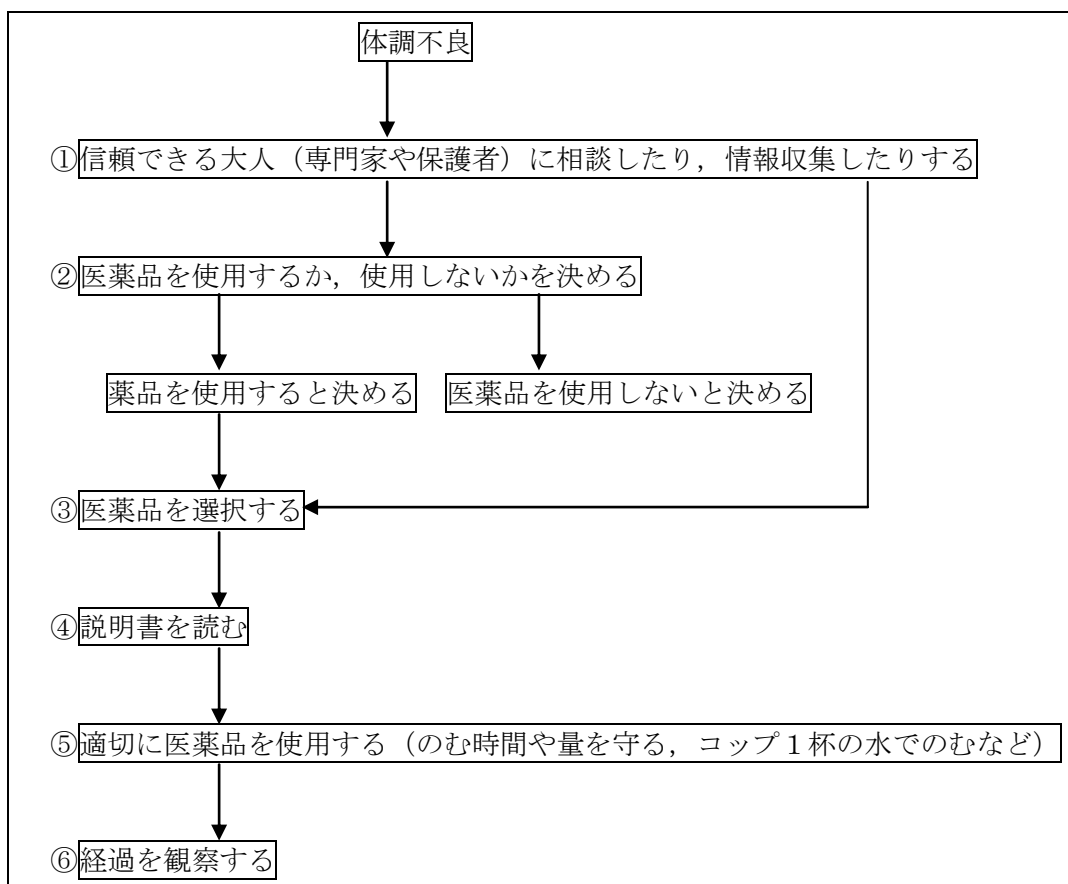 体調不良
①信頼できる大人（専門家や保護者）に相談したり，情報収集したりする
②医薬品を使用するか，使用しないかを決める
薬品を使用すると決める
医薬品を使用しないと決める
③医薬品を選択する
④説明書を読む
⑤適切に医薬品を使用する（のむ時間や量を守る，コップ１杯の水でのむなど）
⑥経過を観察する